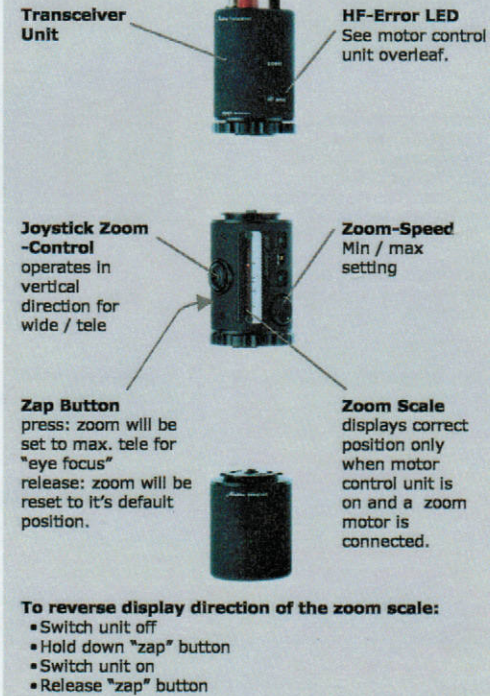 Transceiver
Unit
HF-Error LED
See motor control
unit overleaf.
Joystick Zoom
-Control
operates in
vertical
direction for
wide / tele
Zoom-Speed
Min / max
setting
Zap Button
press: zoom will be
set to max. tele for
"eye focus"
release: zoom will be
reset to it's default
position.
Zoom Scale
displays correct
position only
when motor
control unit is
on and a zoom
motor is
connected.
To reverse display direction of the zoom scale:
▪Switch unit off
▪Hold down "zap" button
▪Switch unit on
▪Release "zap" button